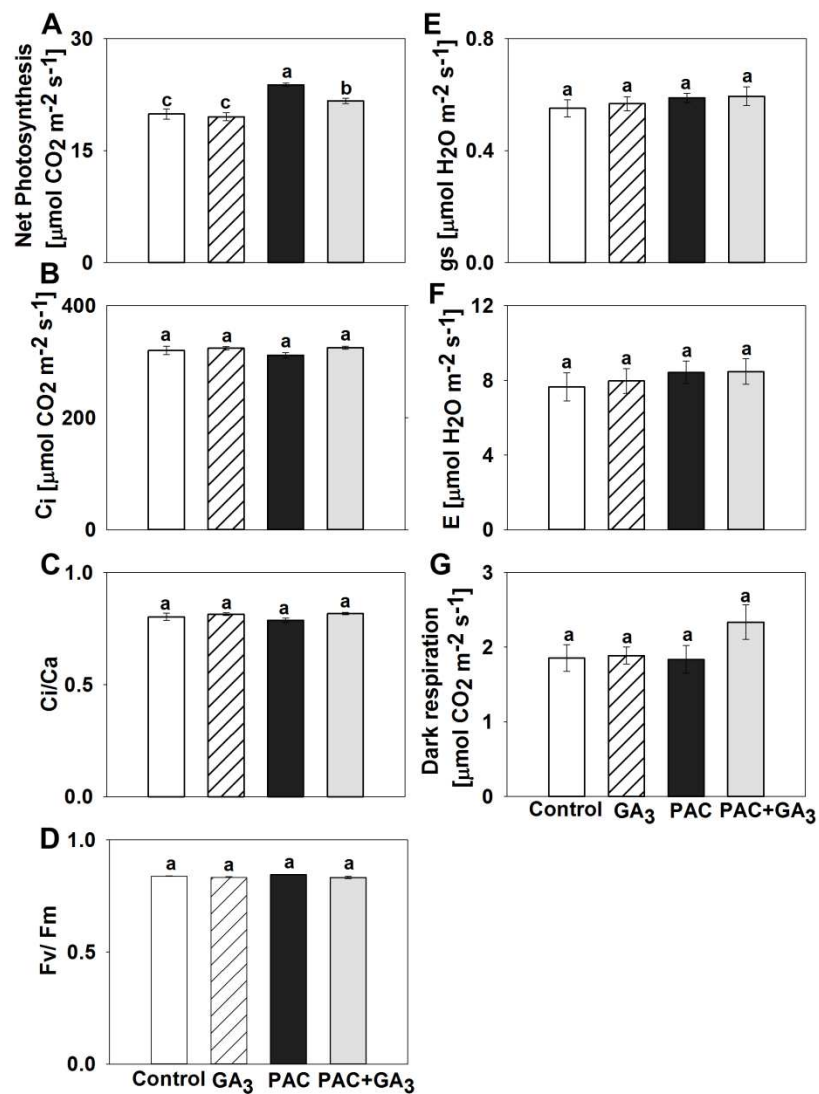 A
Net Photosynthesis
[µmol CO2 m-2 s-1]
30
15
0
c
c
a
b
B
Ci [µmol CO2 m-2 s-1]
400
200
0
a
a
a
a
C
Ci/Ca
1.0
0.5
0.0
a
a
a
a
D
Fv/ Fm
1.0
0.5
0.0
a
a
a
a
Control
GA3
PAC
PAC+GA3
E
gs [µmol H2O m-2 s-1]
0.8
0.4
0.0
a
a
a
a
F
E [µmol H2O m-2 s-1]
12
8
4
0
a
a
a
a
G
Dark respiration
[µmol CO2 m-2 s-1]
3
2
1
0
a
a
a
a
Control
GA3
PAC
PAC+GA3